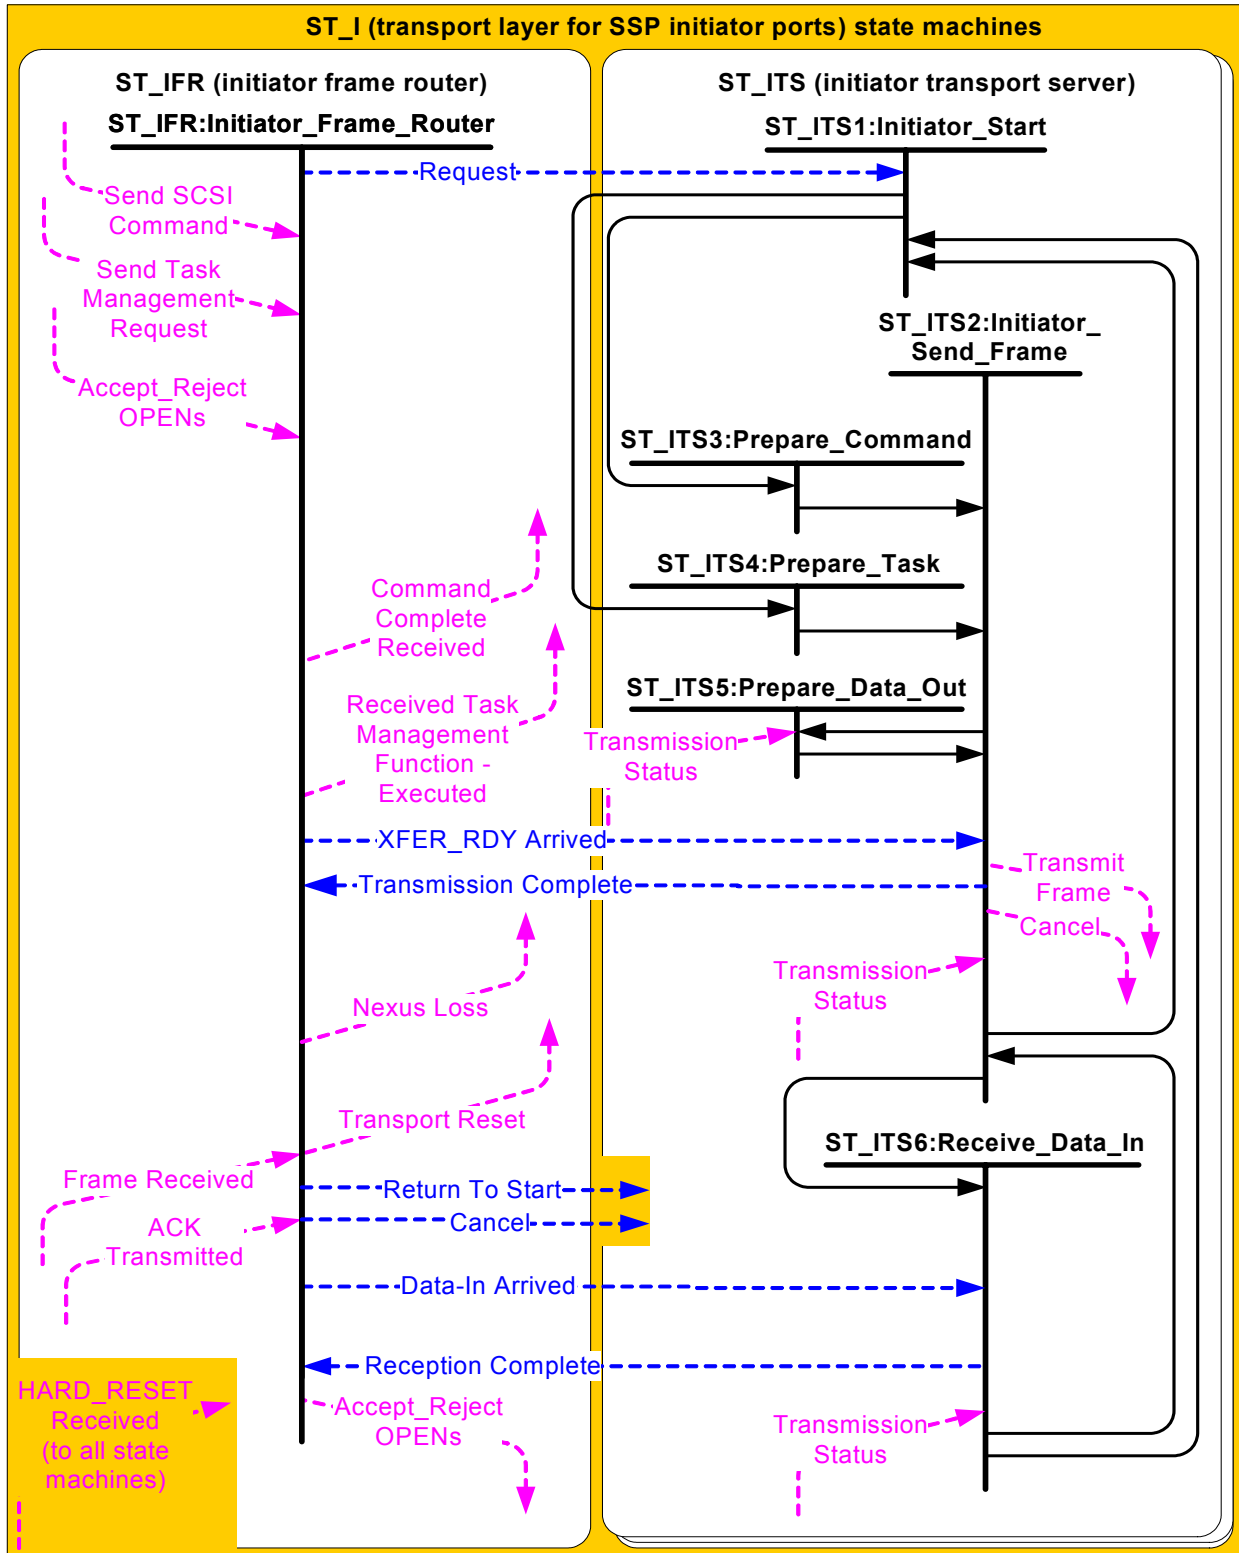 ST_I (transport layer for SSP initiator ports) state machines
ST_IFR (initiator frame router)
ST_IFR:Initiator_Frame_Router
Send SCSI
Command
Send Task
Management
Request
Accept_Reject
OPENs
Command
Complete
Received
Received Task
Management
Function -
Executed
Nexus Loss
Transport Reset
Frame Received
ACK
Transmitted
HARD_RESET
Received
(to all state
machines)
Accept_Reject
OPENs
Request
XFER_RDY Arrived
Transmission Complete
Return To Start
Cancel
Data-In Arrived
Reception Complete
ST_ITS (initiator transport server)
ST_ITS1:Initiator_Start
ST_ITS2:Initiator_
Send_Frame
ST_ITS3:Prepare_Command
ST_ITS4:Prepare_Task
ST_ITS5:Prepare_Data_Out
Transmission
Status
Transmit
Frame
Cancel
Transmission
Status
ST_ITS6:Receive_Data_In
Transmission
Status